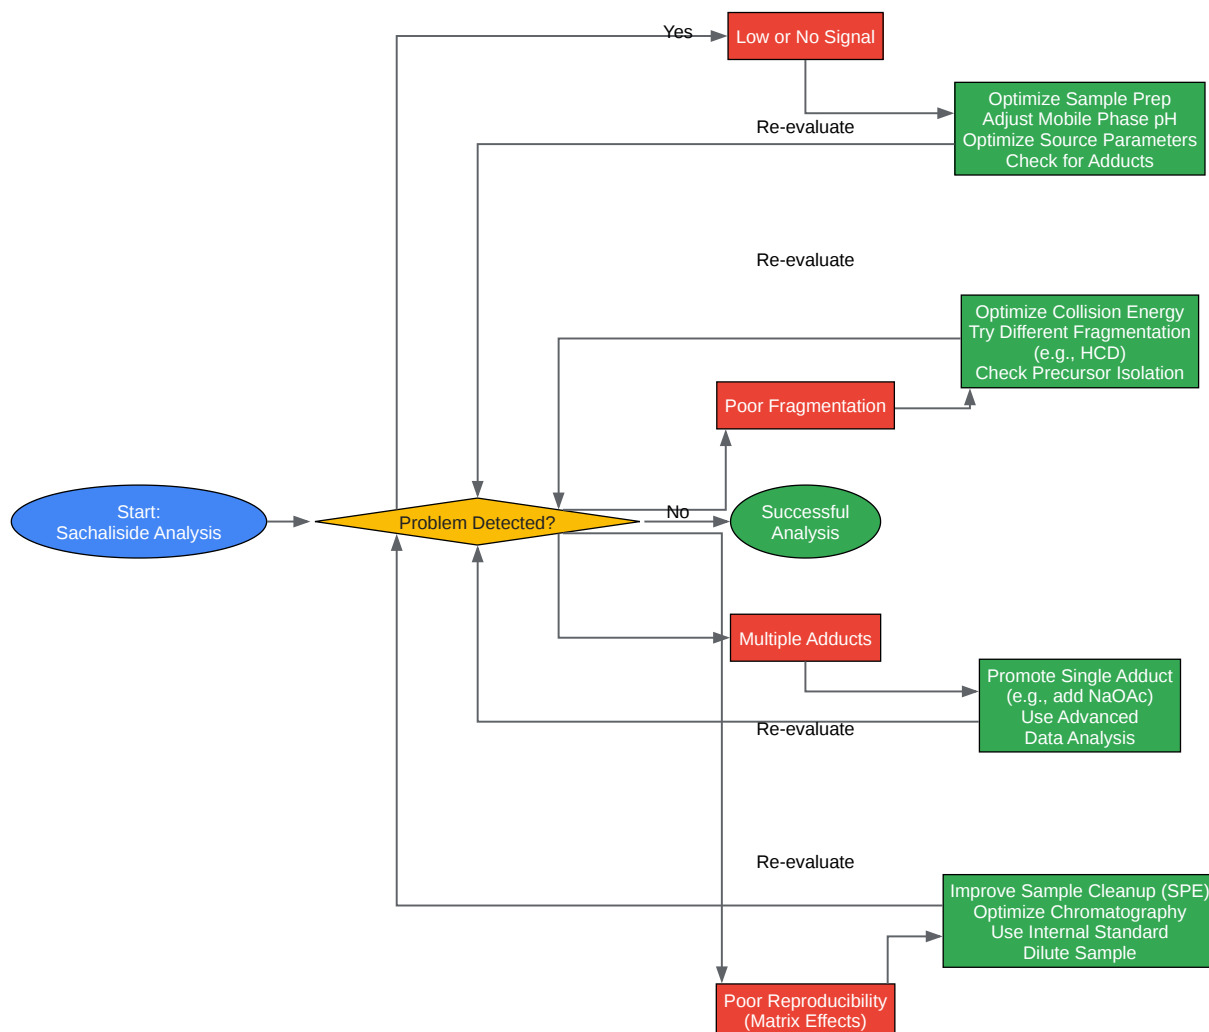 Yes
Low or No Signal
Optimize Sample Prep
Adjust Mobile Phase pH
Optimize Source Parameters
Check for Adducts
Re-evaluate
Re-evaluate
Optimize Collision Energy
Try Different Fragmentation
(e.g., HCD)
Check Precursor Isolation
Poor Fragmentation
Start:
Sachaliside Analysis
Problem Detected?
No
Successful
Analysis
Multiple Adducts
Promote Single Adduct
(e.g., add NaOAc)
Use Advanced
Data Analysis
Re-evaluate
Re-evaluate
Improve Sample Cleanup (SPE)
Optimize Chromatography
Use Internal Standard
Dilute Sample
Poor Reproducibility
(Matrix Effects)